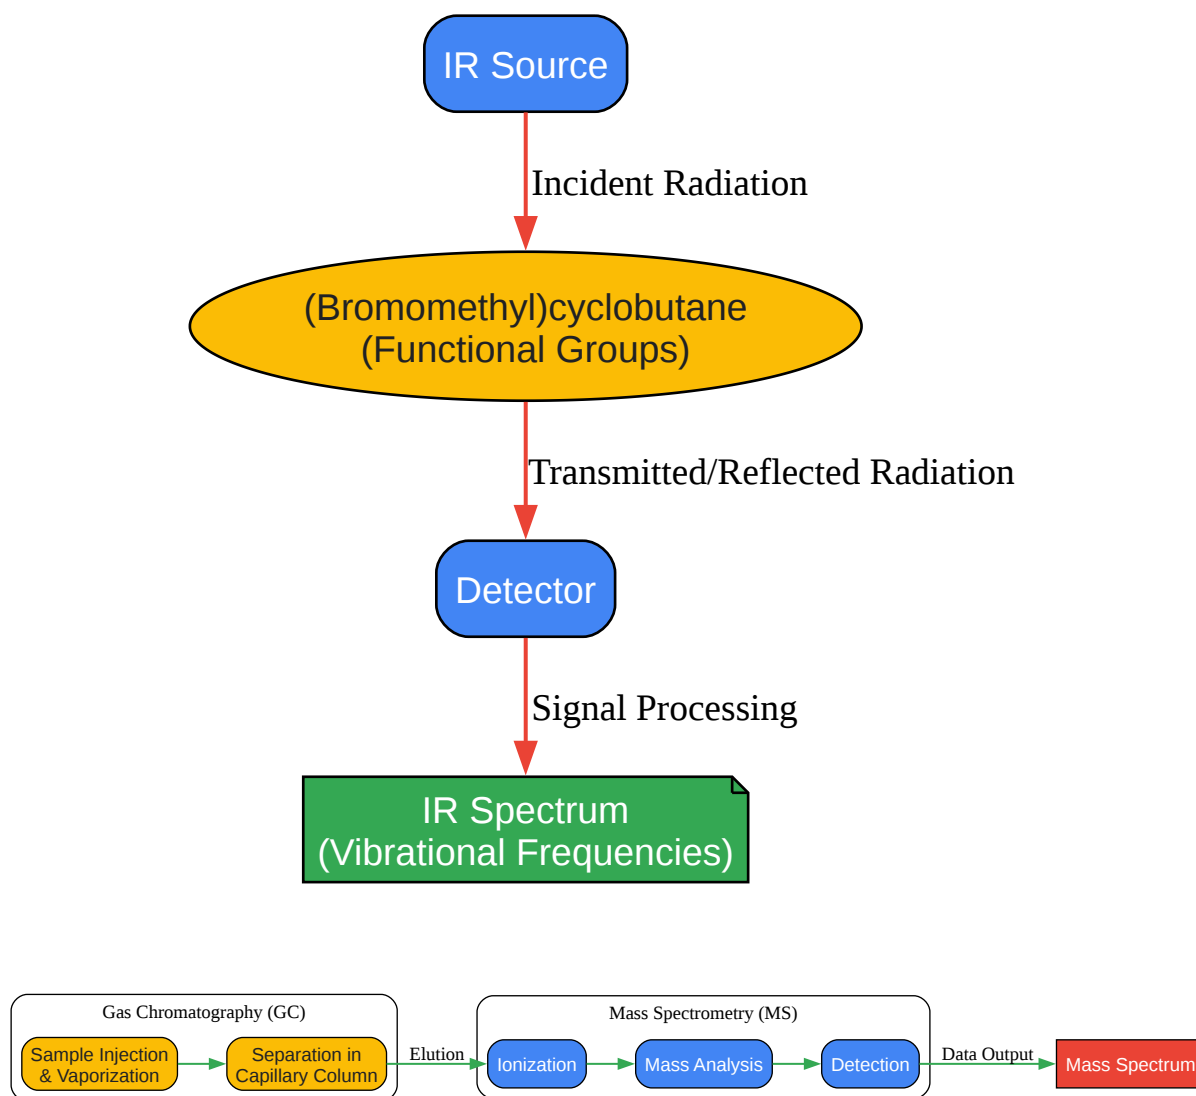 IR Source
Incident Radiation
(Bromomethyl)cyclobutane
(Functional Groups)
Transmitted/Reflected Radiation
Detector
Signal Processing
IR Spectrum
(Vibrational Frequencies)
Gas Chromatography (GC)
Sample Injection
& Vaporization
Separation in
Capillary Column
Elution
Mass Spectrometry (MS)
Ionization
Mass Analysis
Detection
Data Output
Mass Spectrum